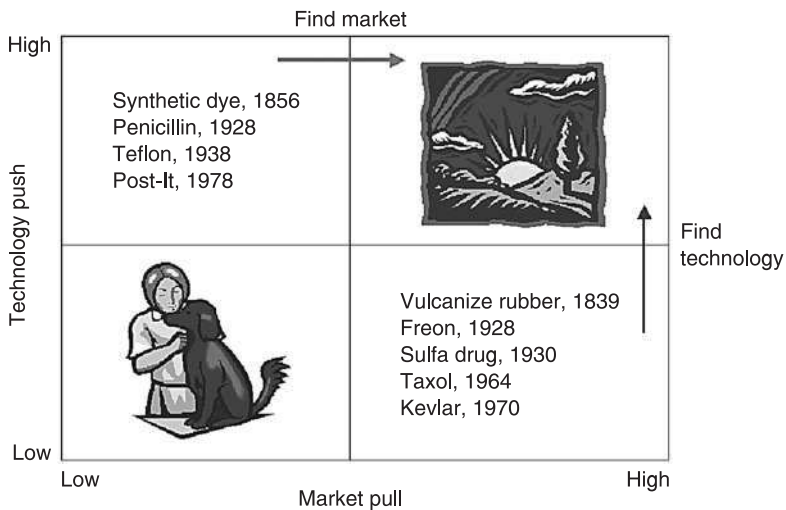 Find market
High
Synthetic dye, 1856
Penicillin, 1928
Teflon, 1938
Post-It, 1978
Technology push
Find
technology
Vulcanize rubber, 1839
Freon, 1928
Sulfa drug, 1930
Taxol, 1964
Kevlar, 1970
Low
Low
High
Market pull